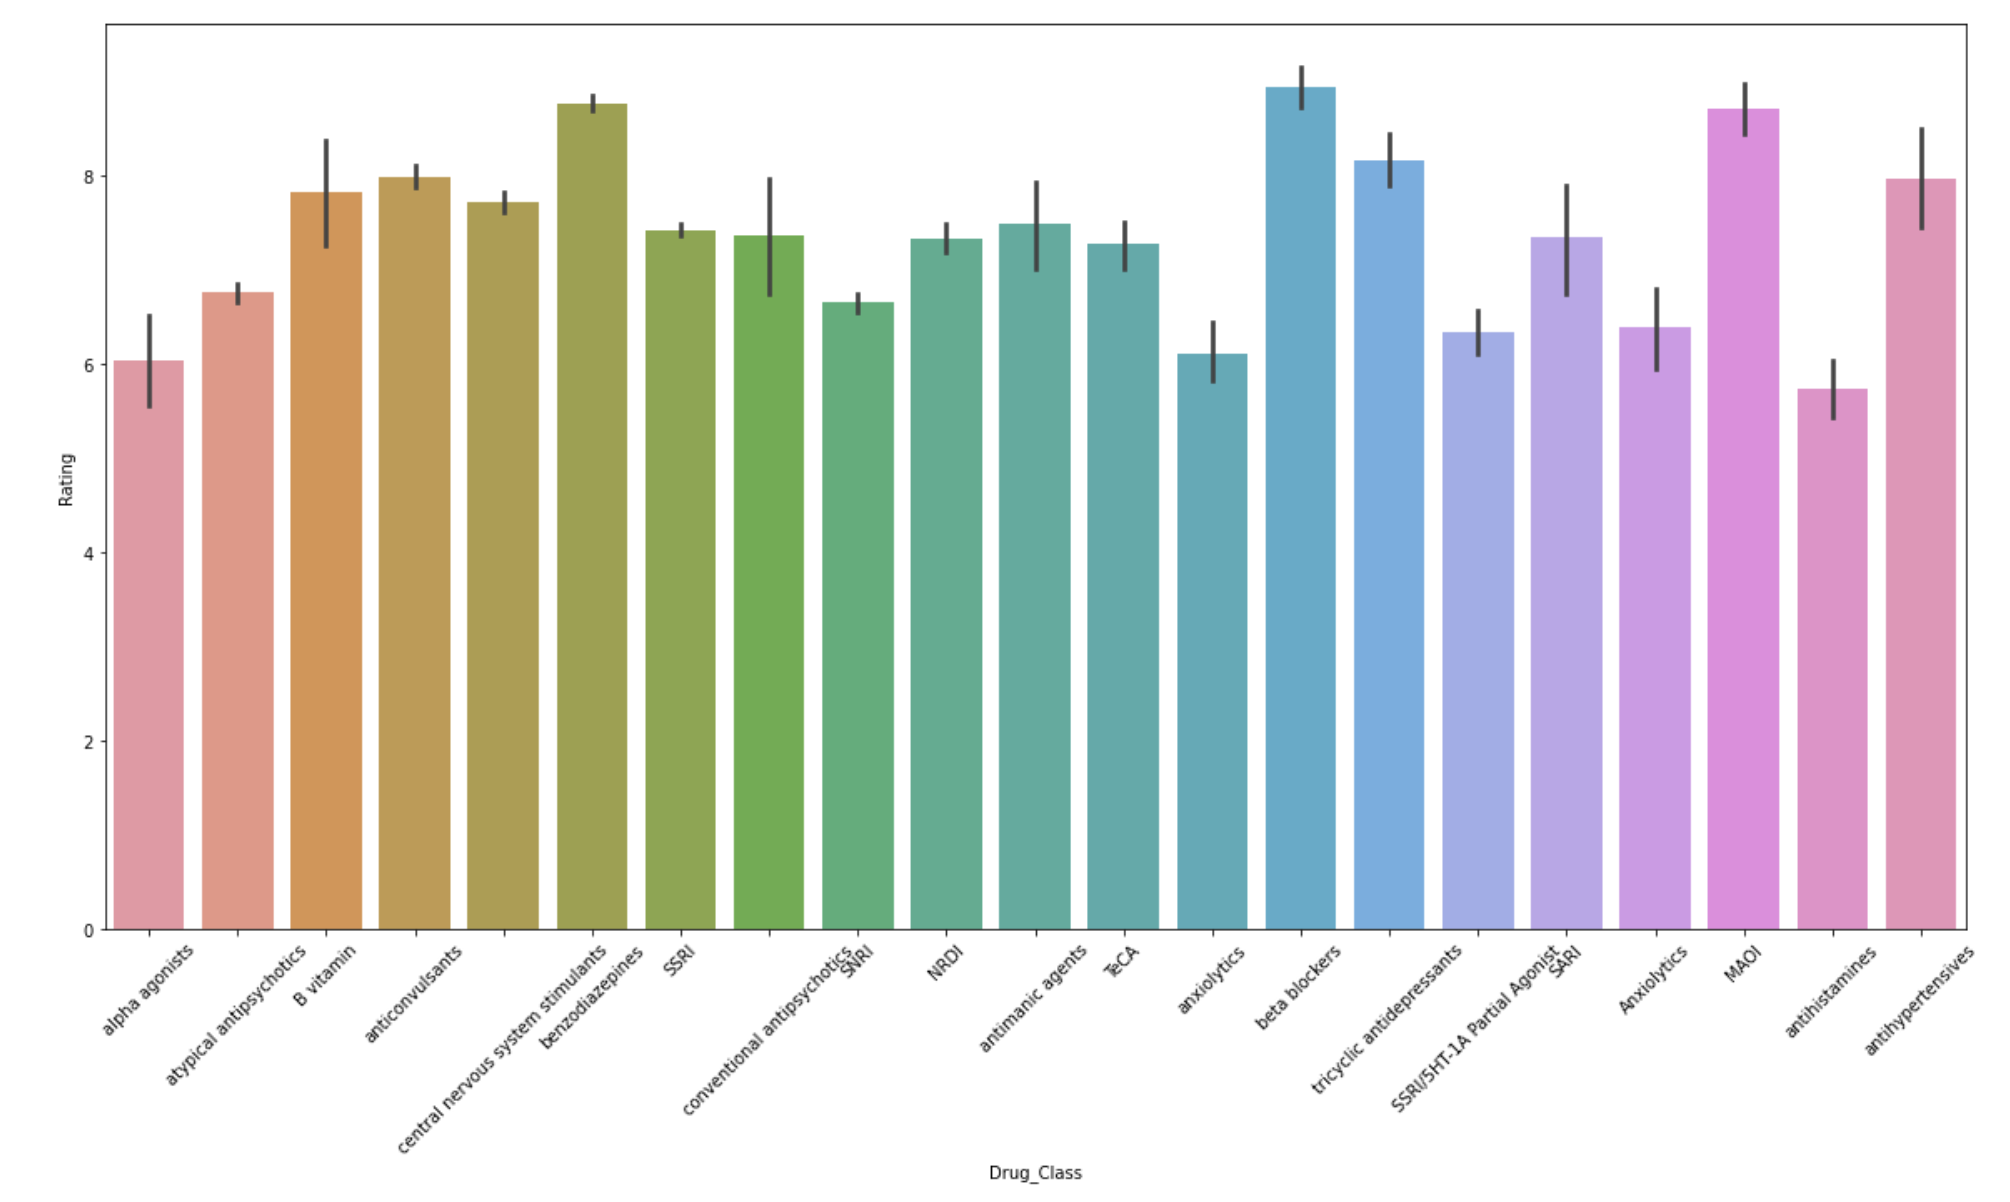 Rating
8
6
4
2
0
alpha agonists
atypical antipsychotics
B vitamin
anticonvulsants
central nervous system stimulants
benzodiazepines
SSRI
conventional antipsychotics
SNRI
NRDI
antimanic agents
TeCA
anxiolytics
beta blockers
tricyclic antidepressants
SSRI/5HT-1A Partial Agonist
SARI
Anxiolytics
MAOI
antihistamines
antihypertensives
Drug_Class